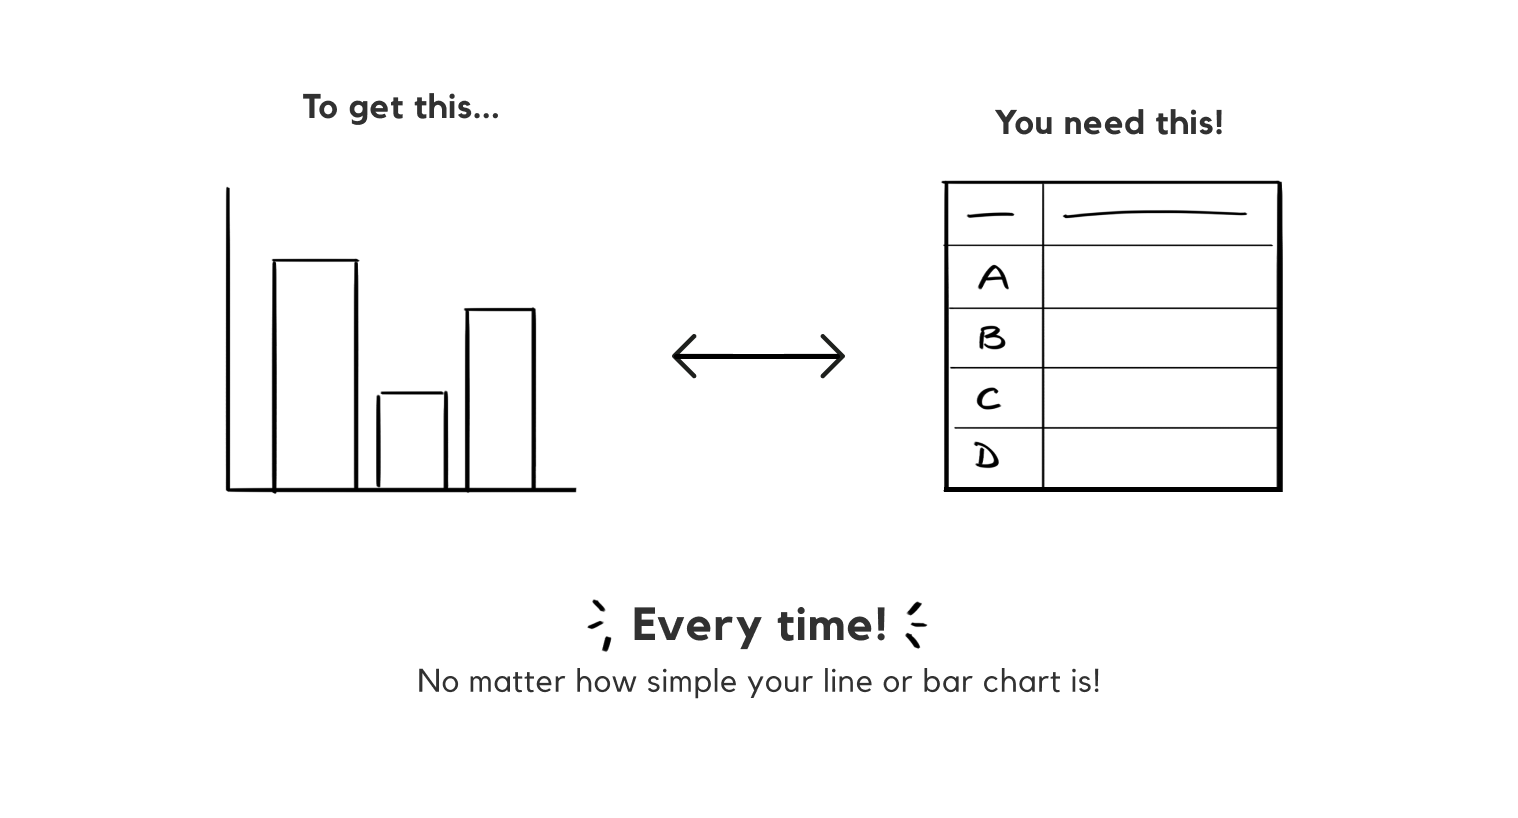 To get this...
You need this!
A
B
C
D
Every time!
No matter how simple your line or bar chart is!